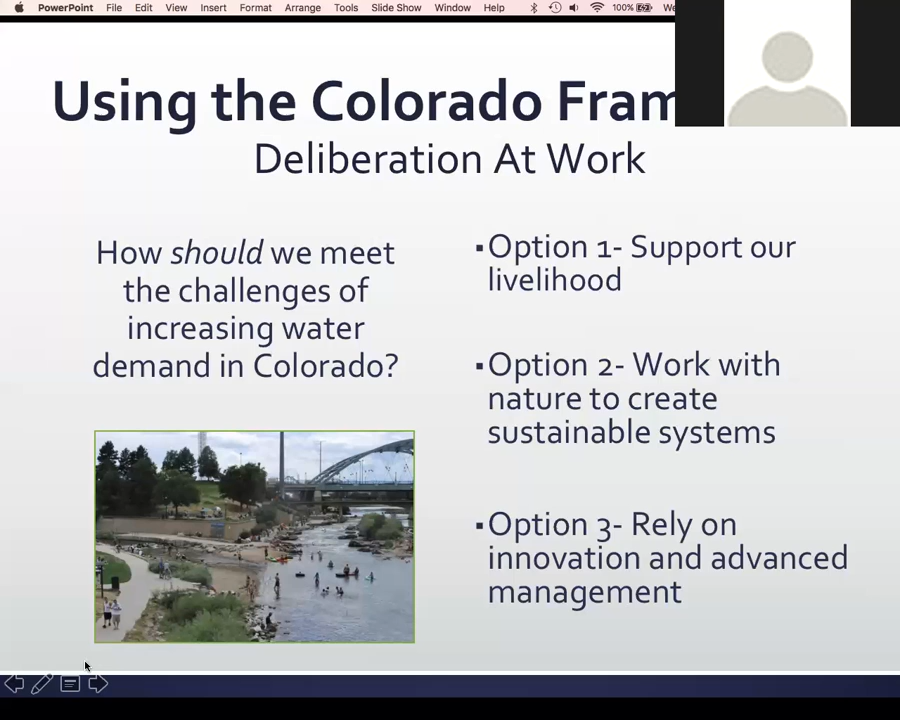 PowerPoint File Edit View Insert Format Arrange Tools Slide Show Window Help 100%
Using the Colorado
Deliberation At Work
How should we meet
the challenges of
increasing water
demand in Colorado?
▪Option 1- Support our
livelihood
▪Option 2- Work with
nature to create
sustainable systems
▪Option 3- Rely on
innovation and advanced
management